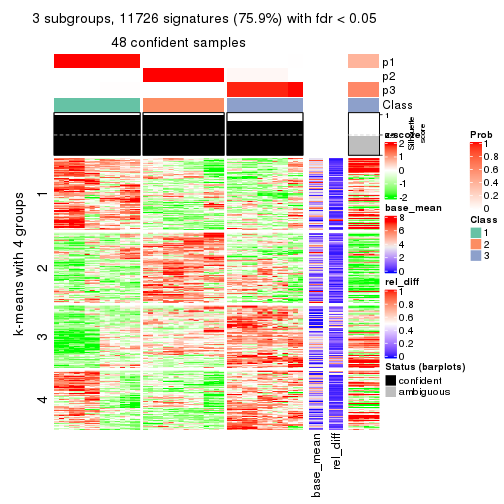 3 subgroups, 11726 signatures (75.9%) with fdr < 0.05
48 confident samples
p1
p2
p3
Class
1
Silhouette
score
z-score
2
1
0
-1
-2
base_mean
8
6
4
2
0
rel_diff
1
0.8
0.6
0.4
0.2
0
Status (barplots)
confident
ambiguous
Prob
1
0.8
0.6
0.4
0.2
0
Class
1
2
3
k-means with 4 groups
1
2
3
4
base_mean
rel_diff